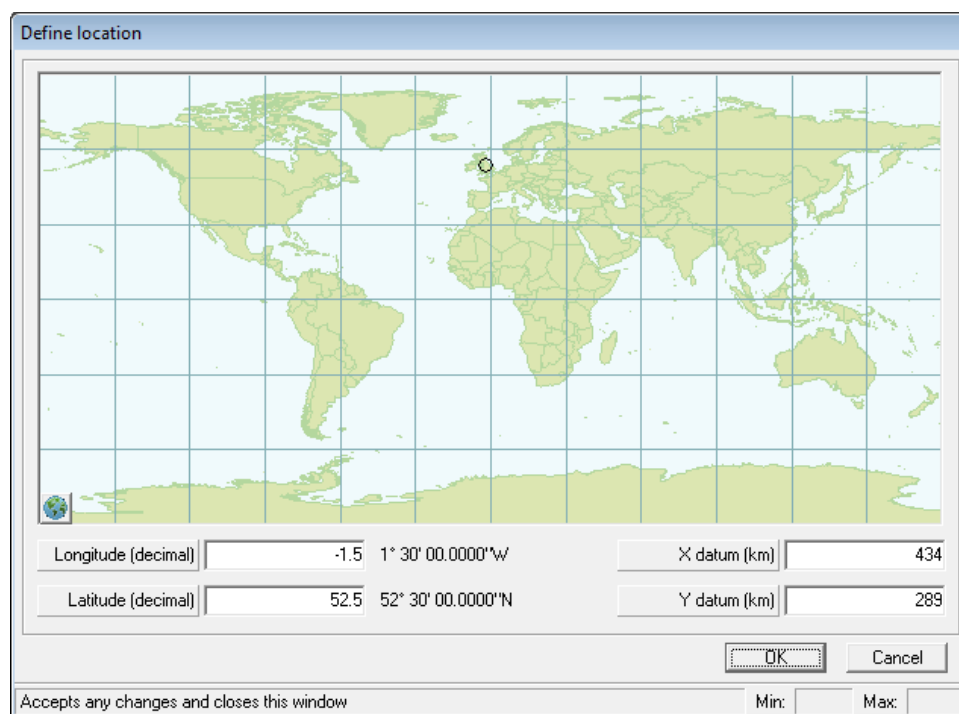 Define location
Longitude (decimal) -1.5 1° 30' 00.0000"W X datum (km) 434
Latitude (decimal) 52.5 52° 30' 00.0000"N Y datum (km) 289
OK Cancel
Accepts any changes and closes this window Min: Max: